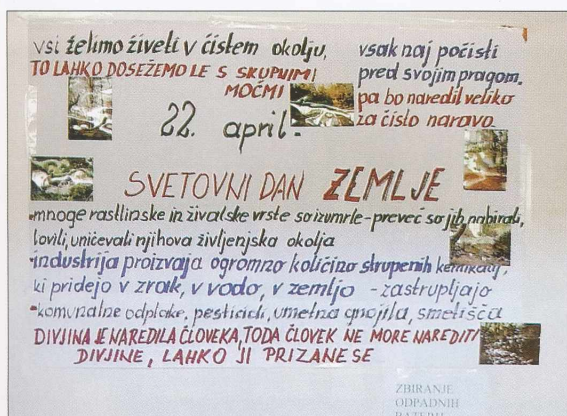 vsi želimo živeti v čistem okolju,
TO LAHKO DOSEŽEMO LE S SKUPNIMI
MOČMI
vsak naj počisti
pred svojim pragom,
pa bo naredil veliko
za čisto naravo.
22. april -
SVETOVNI DAN ZEMLJE
-mnoge rastlinske in živalske vrste so izumrle - preveč so jih nabirali,
lovili, uničevali njihova življenjska okolja
-industrija proizvaja ogromno količino strupenih kemikalij,
ki pridejo v zrak, v vodo, v zemljo - zastrupljajo
-komunalne odplake, pesticidi, umetna gnojila, smetišča
DIVJINA JE NAREDILA ČLOVEKA, TODA ČLOVEK NE MORE NAREDITI
DIVJINE, LAHKO JI PRIZANESE
ZBIRANJE
ODPADNIH
BATERIJ